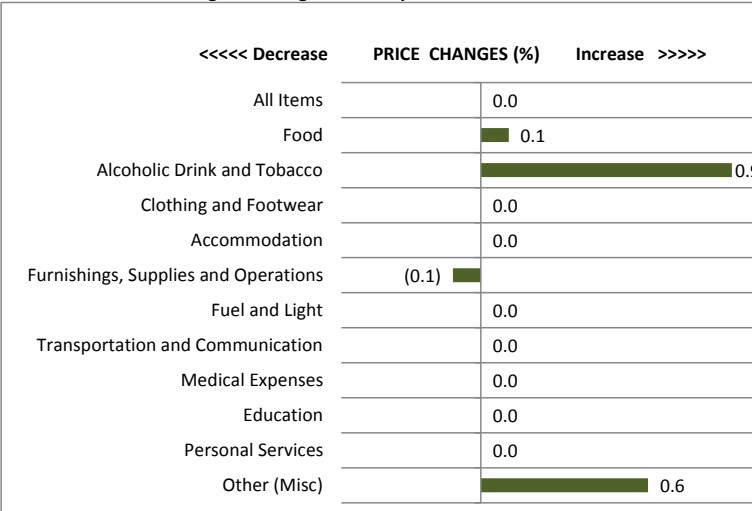 <<<<< Decrease PRICE CHANGES (%) Increase >>>>>
All Items 0.0
Food 0.1
Alcoholic Drink and Tobacco 0.9
Clothing and Footwear 0.0
Accommodation 0.0
Furnishings, Supplies and Operations (0.1)
Fuel and Light 0.0
Transportation and Communication 0.0
Medical Expenses 0.0
Education 0.0
Personal Services 0.0
Other (Misc) 0.6